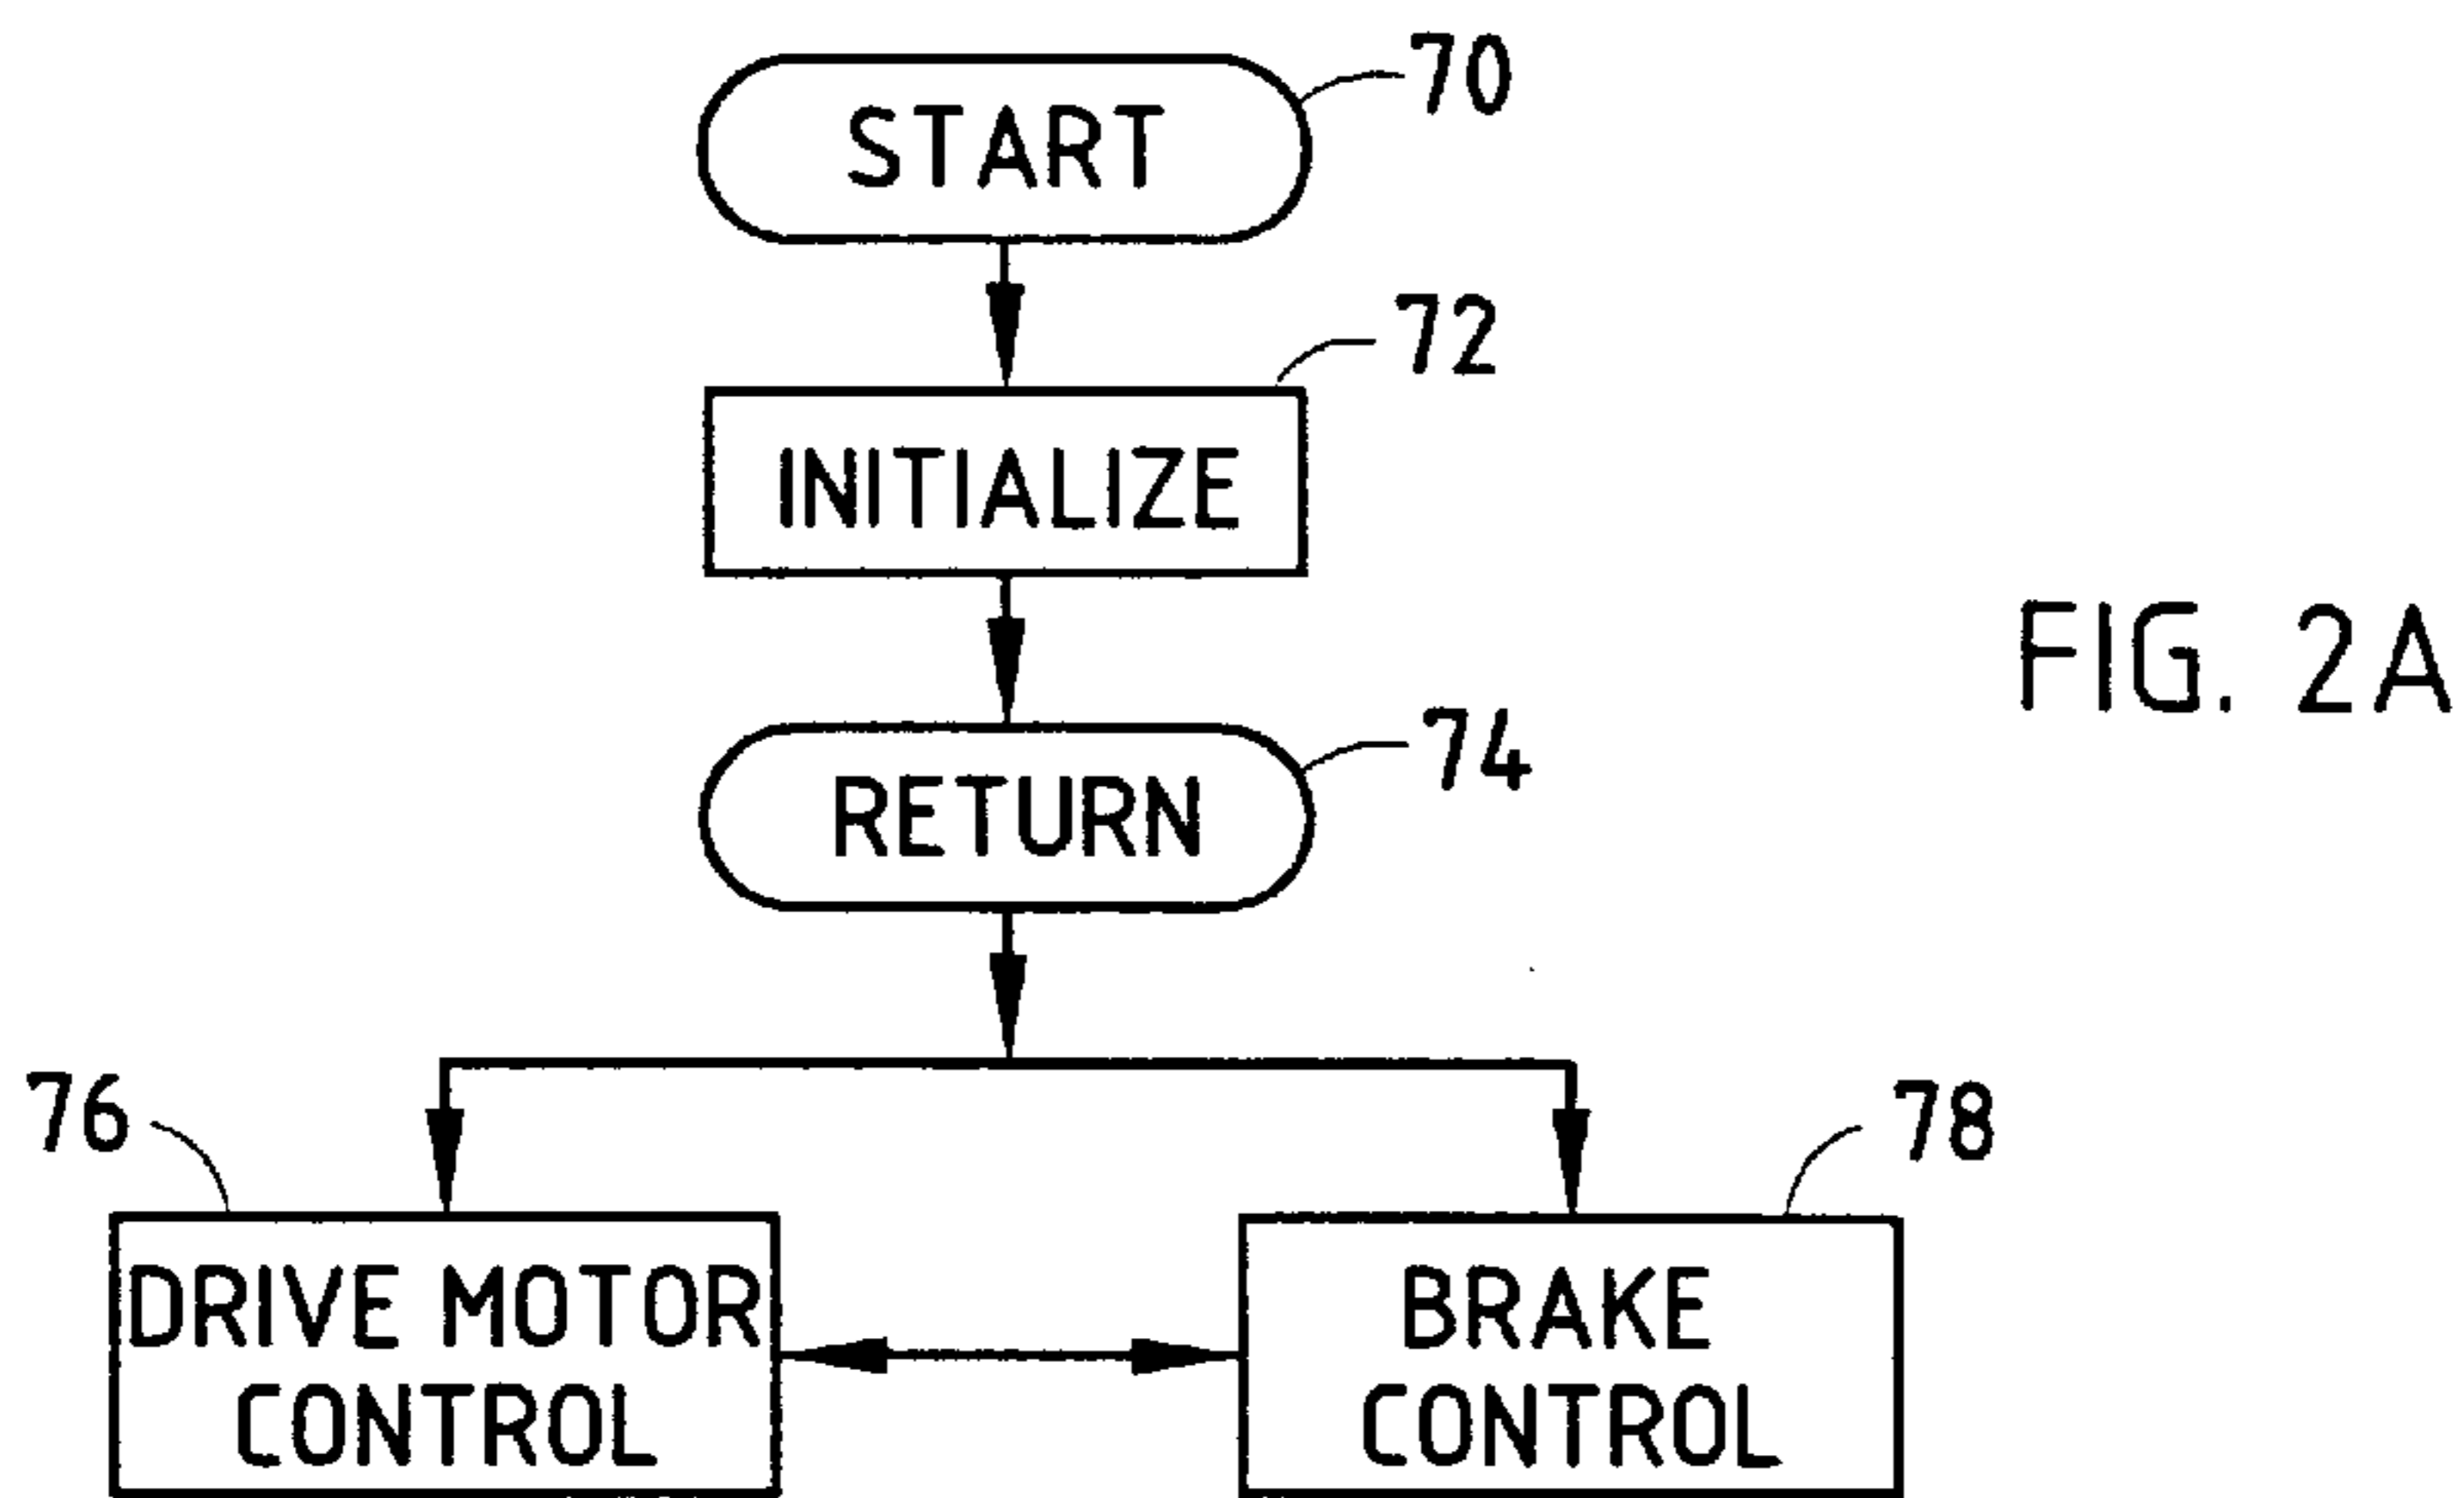 START
70
72
INITIALIZE
FIG. 2A
74
RETURN
76
78
DRIVE MOTOR
CONTROL
BRAKE
CONTROL